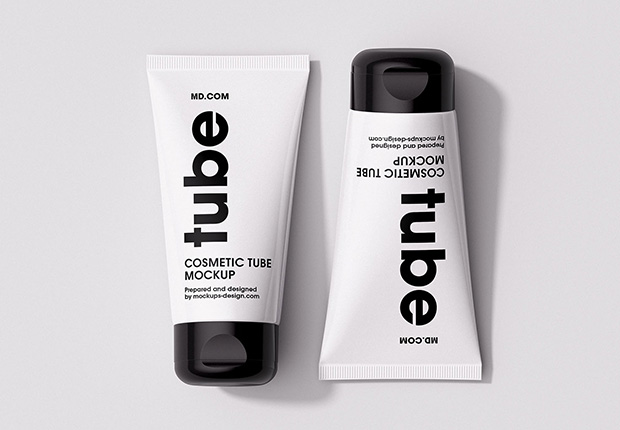 MD.COM
tube
COSMETIC TUBE
MOCKUP
Prepared and designed
by mockups-design.com
MD.COM
tube
COSMETIC TUBE
MOCKUP
Prepared and designed
by mockups-design.com